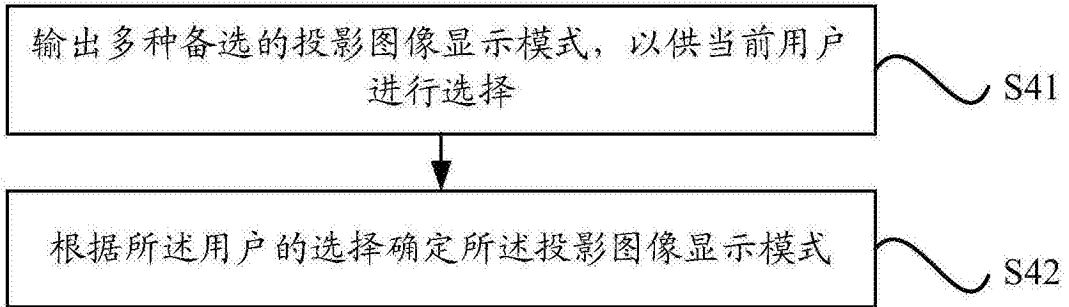 输出多种备选的投影图像显示模式，以供当前用户
进行选择
S41
根据所述用户的选择确定所述投影图像显示模式
S42